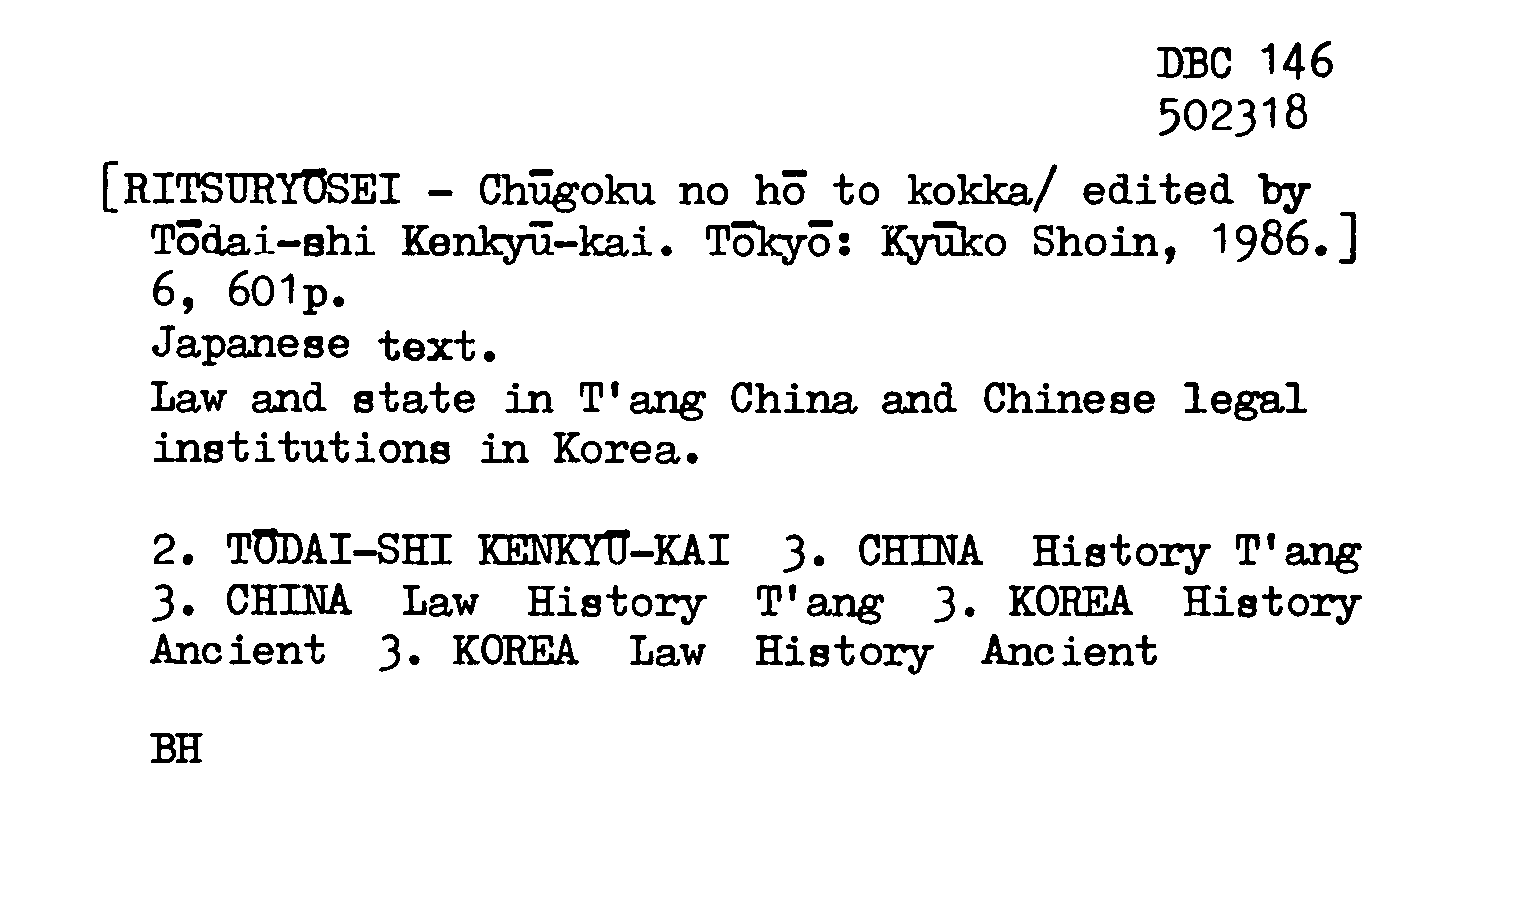 DBC 146
502318
[RITSURYŌSEI - Chūgoku no hō to kokka/ edited by
Tōdai-shi Kenkyū-kai. Tōkyō: Kyūko Shoin, 1986.]
6, 601p.
Japanese text.
Law and state in T'ang China and Chinese legal
institutions in Korea.
2. TŌDAI-SHI KENKYŪ-KAI 3. CHINA History T'ang
3. CHINA Law History T'ang 3. KOREA History
Ancient 3. KOREA Law History Ancient
BH